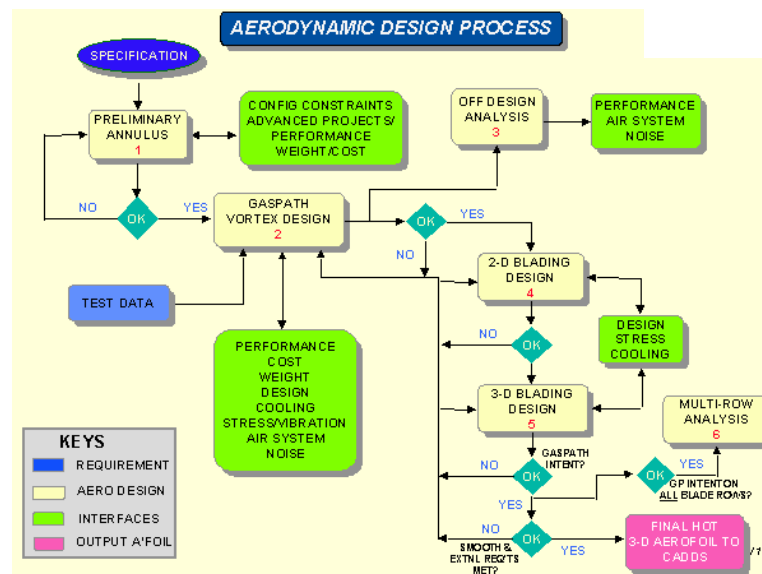 AERODYNAMIC DESIGN PROCESS
SPECIFICATION
PRELIMINARY
ANNULUS
1
CONFIG CONSTRAINTS
ADVANCED PROJECTS/
PERFORMANCE
WEIGHT/COST
OFF DESIGN
ANALYSIS
3
PERFORMANCE
AIR SYSTEM
NOISE
NO
OK
YES
GASPATH
VORTEX DESIGN
2
OK
YES
NO
TEST DATA
2-D BLADING
DESIGN
4
NO
OK
DESIGN
STRESS
COOLING
PERFORMANCE
COST
WEIGHT
DESIGN
COOLING
STRESS/VIBRATION
AIR SYSTEM
NOISE
3-D BLADING
DESIGN
5
MULTI-ROW
ANALYSIS
6
GASPATH
INTENT?
NO
OK
YES
OK
YES
GP INTENT ON
ALL BLADE ROWS?
NO
OK
YES
SMOOTH &
EXTNL REQ'TS
MET?
FINAL HOT
3-D AEROFOIL TO
CADDS
KEYS
REQUIREMENT
AERO DESIGN
INTERFACES
OUTPUT A'FOIL